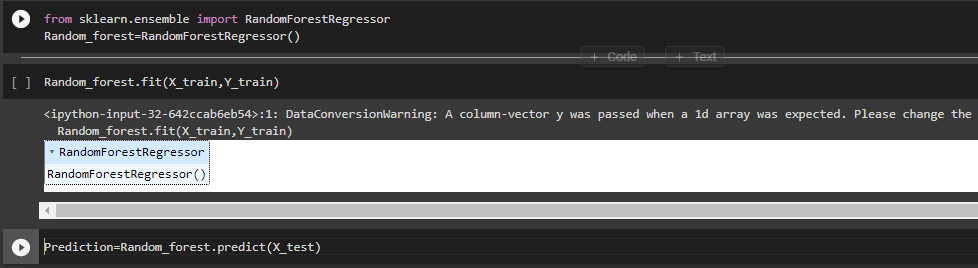 from sklearn.ensemble import RandomForestRegressor
Random_forest=RandomForestRegressor()
+ Code + Text
[ ] Random_forest.fit(X_train,Y_train)
<ipython-input-32-642ccab6eb54>:1: DataConversionWarning: A column-vector y was passed when a 1d array was expected. Please change the
Random_forest.fit(X_train,Y_train)
RandomForestRegressor
RandomForestRegressor()
Prediction=Random_forest.predict(X_test)